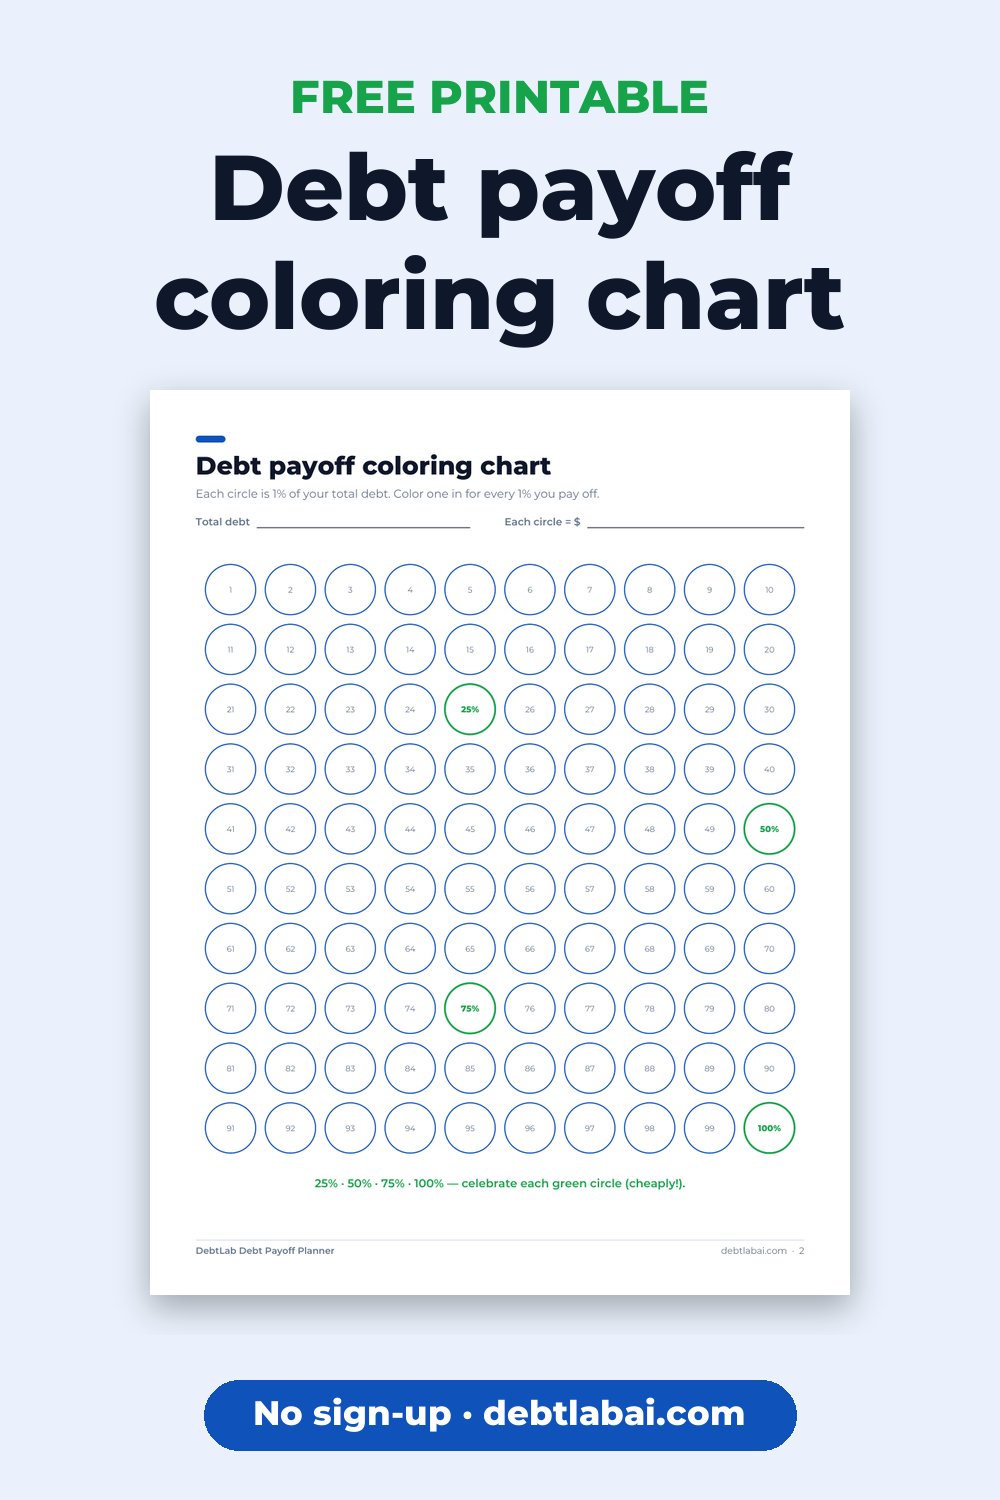 FREE PRINTABLE
Debt payoff
coloring chart
Debt payoff coloring chart
Each circle is 1% of your total debt. Color one in for every 1% you pay off.
Total debt Each circle = $
1 2 3 4 5 6 7 8 9 10
11 12 13 14 15 16 17 18 19 20
21 22 23 24 25% 26 27 28 29 30
31 32 33 34 35 36 37 38 39 40
41 42 43 44 45 46 47 48 49 50%
51 52 53 54 55 56 57 58 59 60
61 62 63 64 65 66 67 68 69 70
71 72 73 74 75% 76 77 78 79 80
81 82 83 84 85 86 87 88 89 90
91 92 93 94 95 96 97 98 99 100%
25% · 50% · 75% · 100% — celebrate each green circle (cheaply!).
DebtLab Debt Payoff Planner debtlabai.com · 2
No sign-up · debtlabai.com